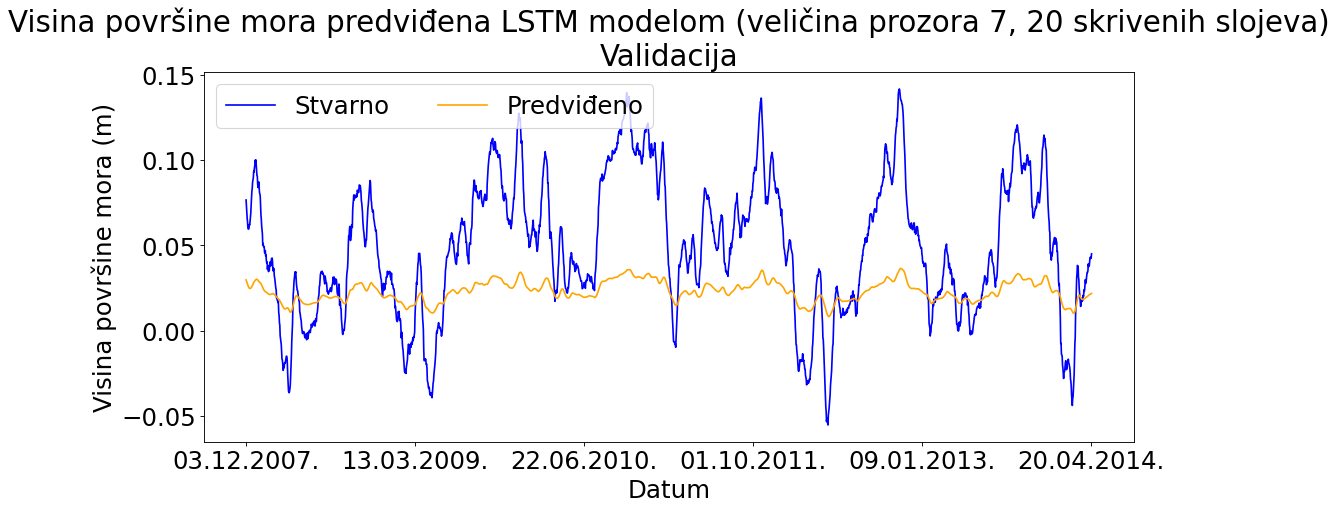 Visina površine mora predviđena LSTM modelom (veličina prozora 7, 20 skrivenih slojeva)
Validacija
Stvarno
Predviđeno
Visina površine mora (m)
0.15
0.10
0.05
0.00
−0.05
03.12.2007.
13.03.2009.
22.06.2010.
01.10.2011.
09.01.2013.
20.04.2014.
Datum